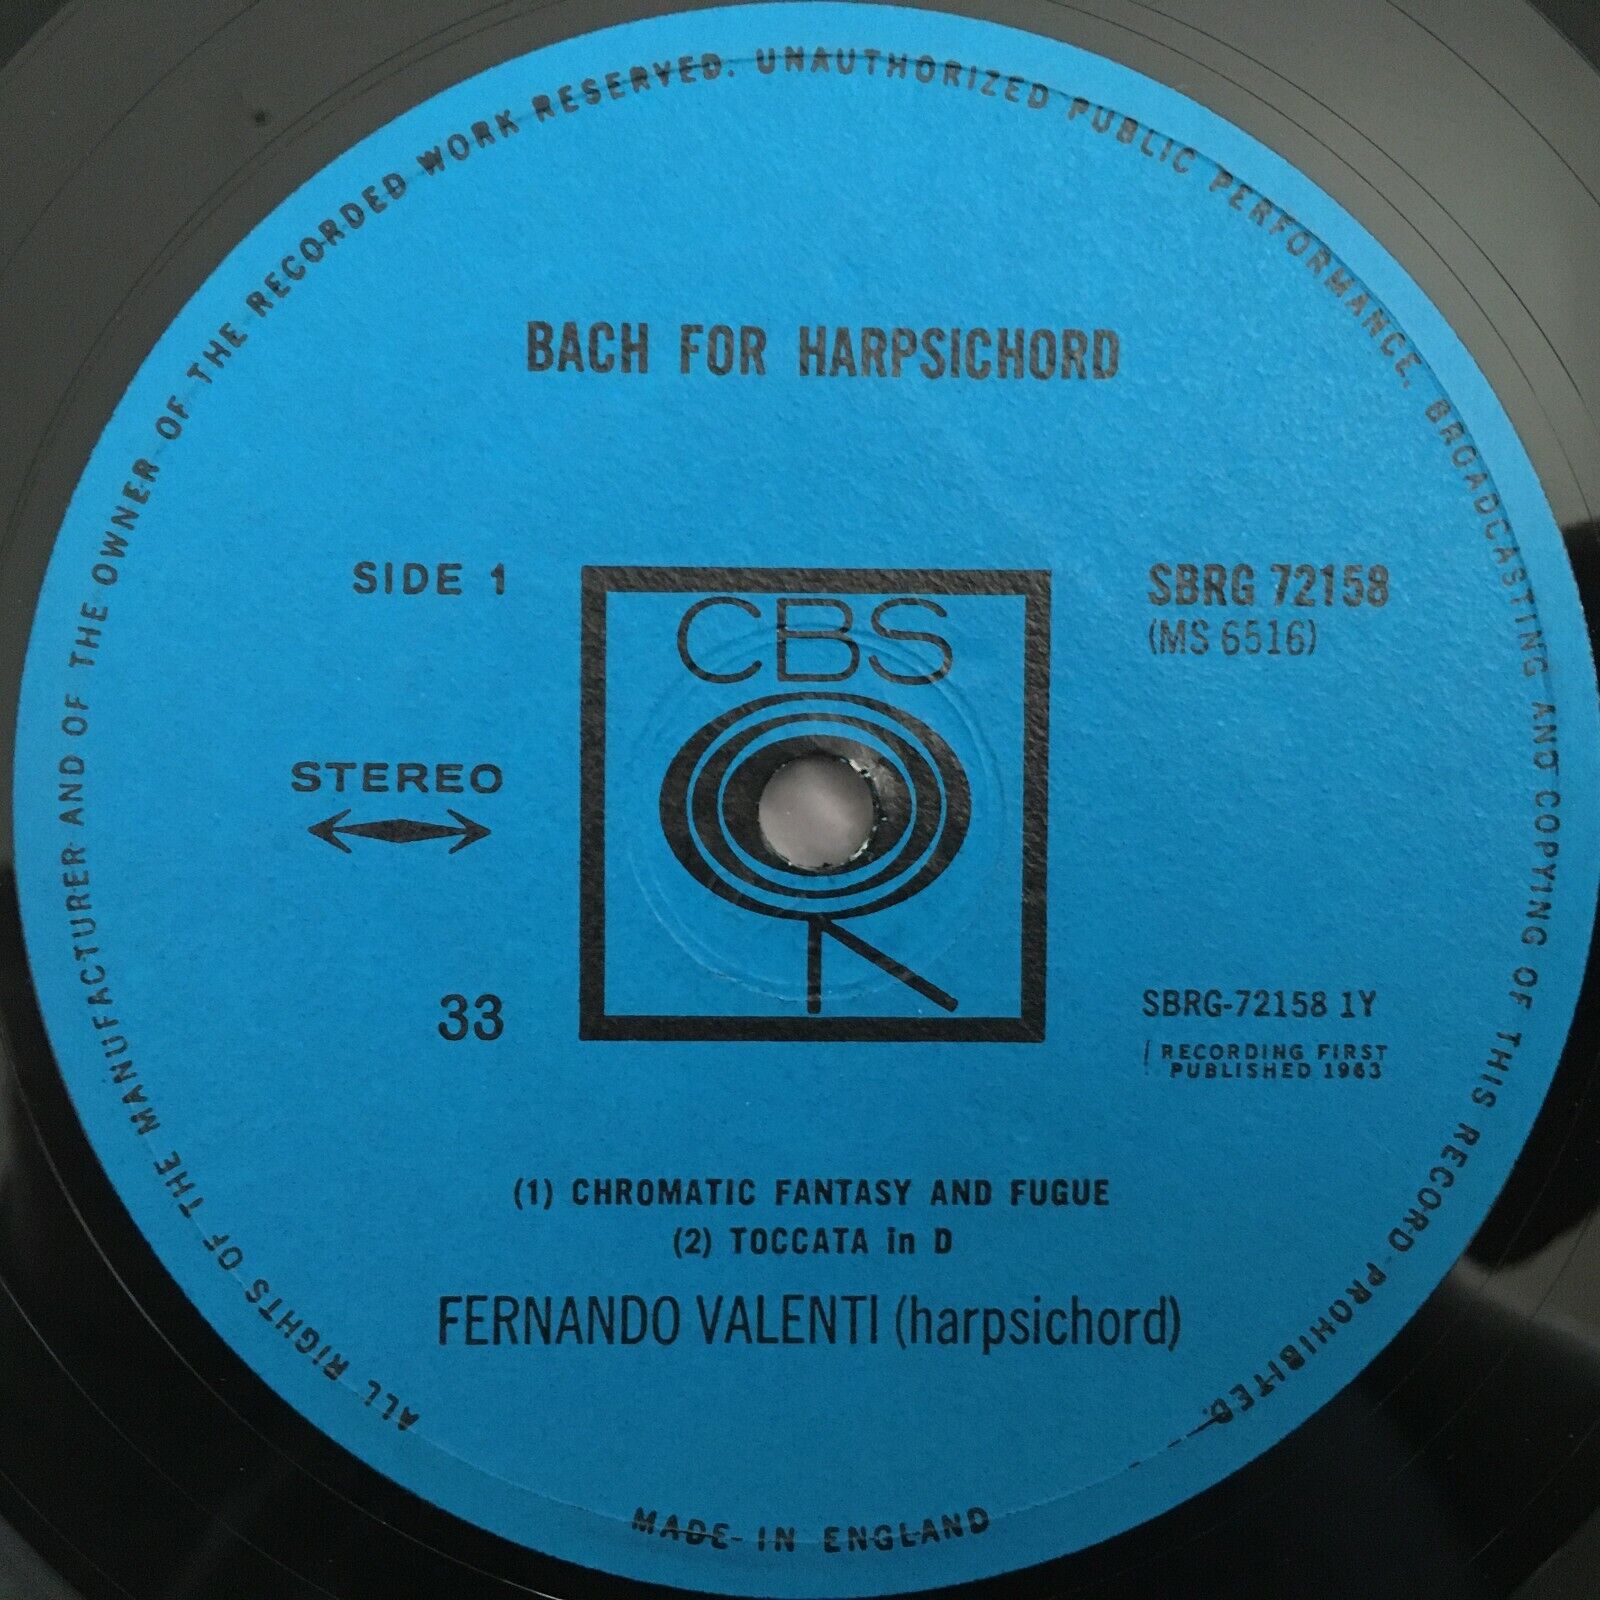 ALL RIGHTS OF THE MANUFACTURER AND OF THE OWNER OF THE RECORDED WORK RESERVED. UNAUTHORIZED PUBLIC PERFORMANCE, BROADCASTING AND COPYING OF THIS RECORD PROHIBITED.
BACH FOR HARPSICHORD
SIDE 1
CBS
SBRG 72158
(MS 6516)
STEREO
33
SBRG-72158 1Y
RECORDING FIRST
PUBLISHED 1963
(1) CHROMATIC FANTASY AND FUGUE
(2) TOCCATA in D
FERNANDO VALENTI (harpsichord)
MADE IN ENGLAND